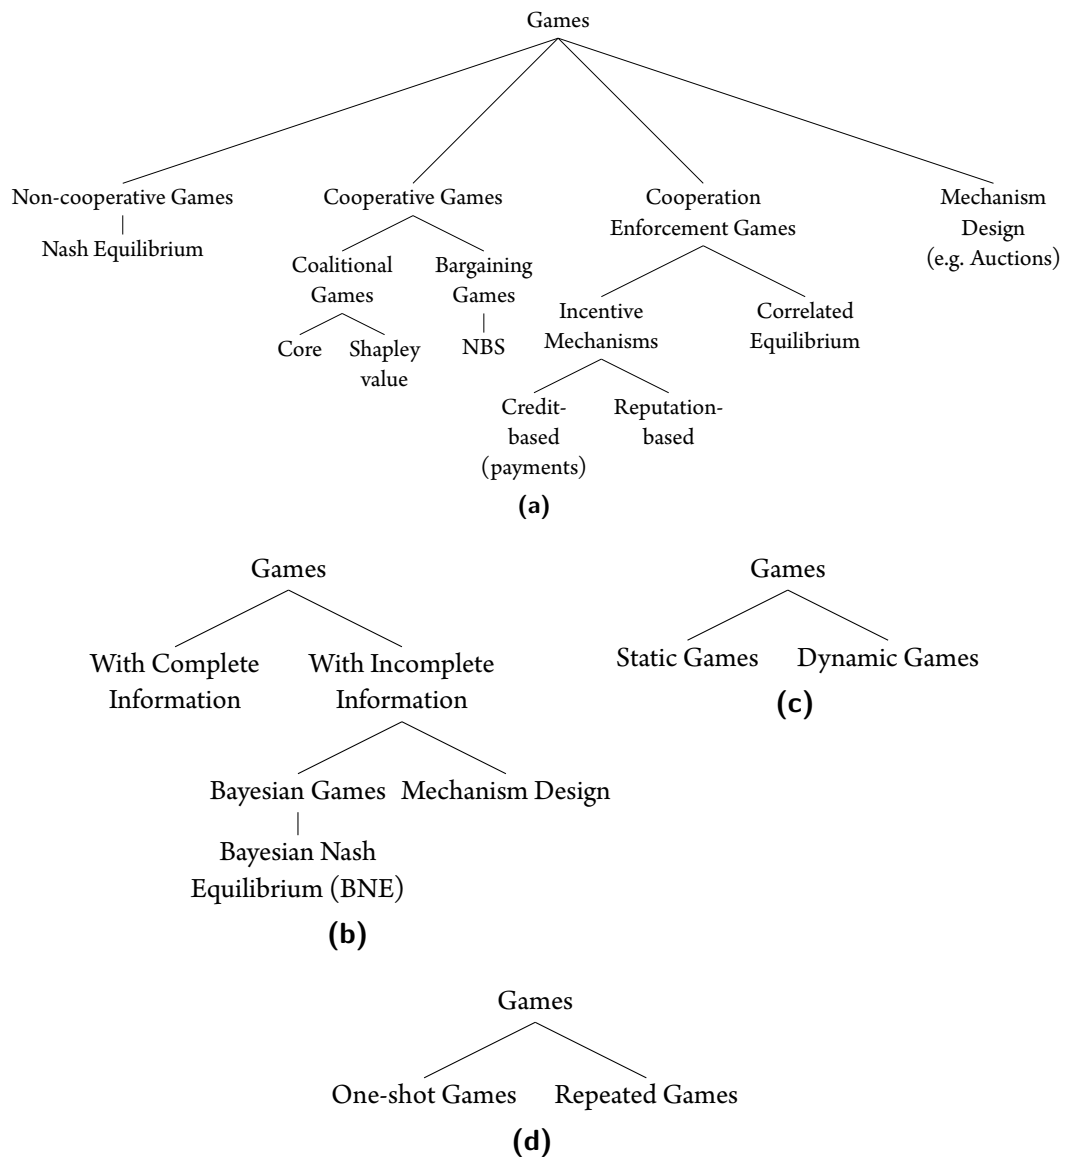 Games
Non-cooperative Games
Nash Equilibrium
Cooperative Games
Coalitional
Games
Core
Shapley
value
Bargaining
Games
NBS
Cooperation
Enforcement Games
Incentive
Mechanisms
Credit-
based
(payments)
Reputation-
based
Correlated
Equilibrium
Mechanism
Design
(e.g. Auctions)
(a)
Games
With Complete
Information
With Incomplete
Information
Bayesian Games
Bayesian Nash
Equilibrium (BNE)
Mechanism Design
(b)
Games
Static Games
Dynamic Games
(c)
Games
One-shot Games
Repeated Games
(d)